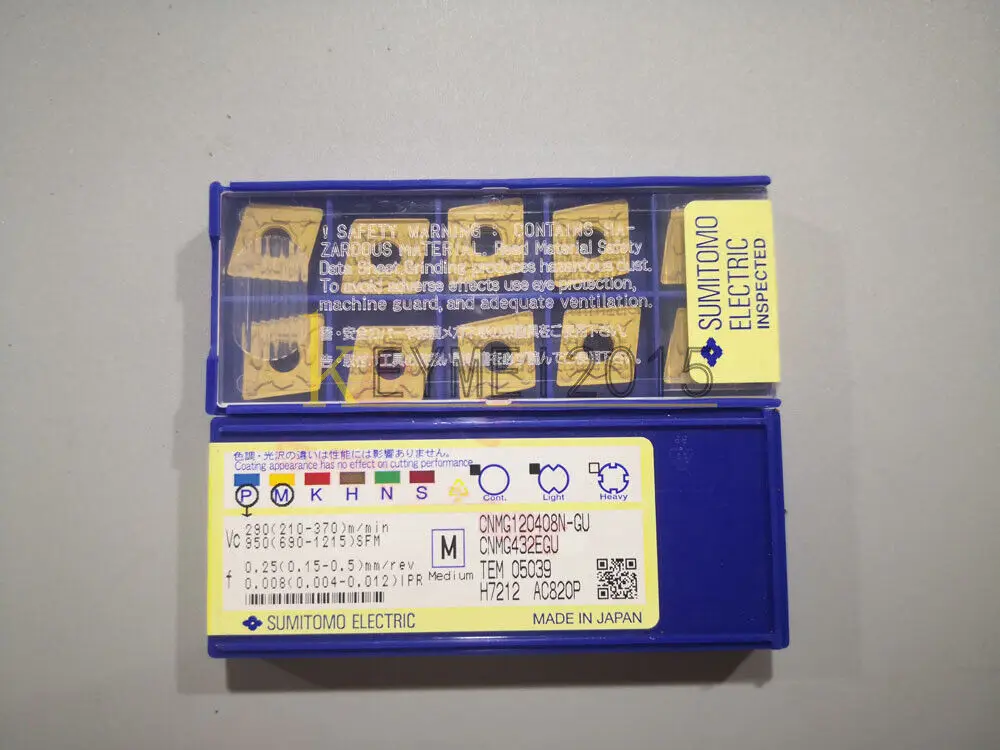 ! SAFETY WARNING : CONTAINS HA-
ZARDOUS MATERIAL. Read Material Safety
Data Sheet. Grinding produces hazardous dust.
To avoid adverse effects use eye protection,
machine guard, and adequate ventilation.
SUMITOMO
ELECTRIC
INSPECTED
KEYMEI2015
色調・光沢の違いは性能には影響ありません。
Coating appearance has no effect on cutting performance
P M K H N S
Cont. Light Heavy
Vc 290(210-370)m/min
950(690-1215)SFM
f 0.25(0.15-0.5)mm/rev
0.008(0.004-0.012)IPR
M
Medium
CNMG120408N-GU
CNMG432EGU
TEM 05039
H7212 AC820P
SUMITOMO ELECTRIC
MADE IN JAPAN